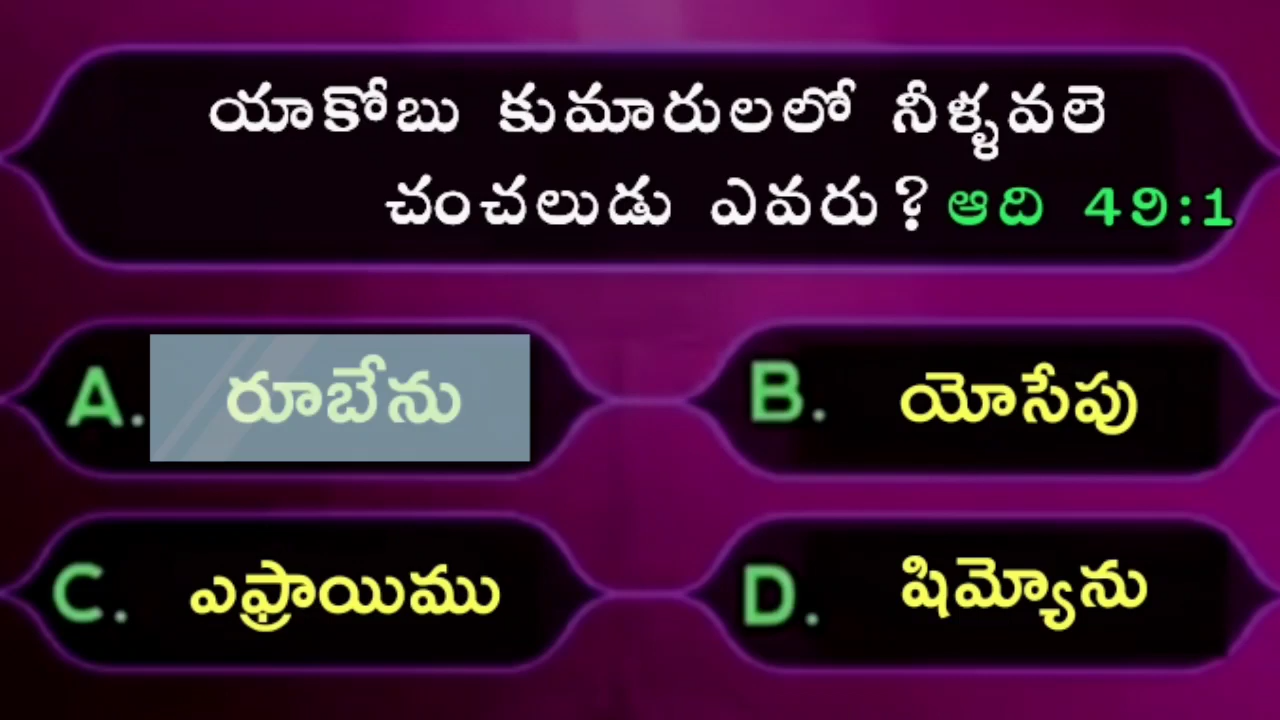 యాకోబు కుమారులలో నీళ్ళవలె
చంచలుడు ఎవరు? ఆది 49:1
A. రూబేను
B. యోసేపు
C. ఎఫ్రాయిము
D. షిమ్యోను